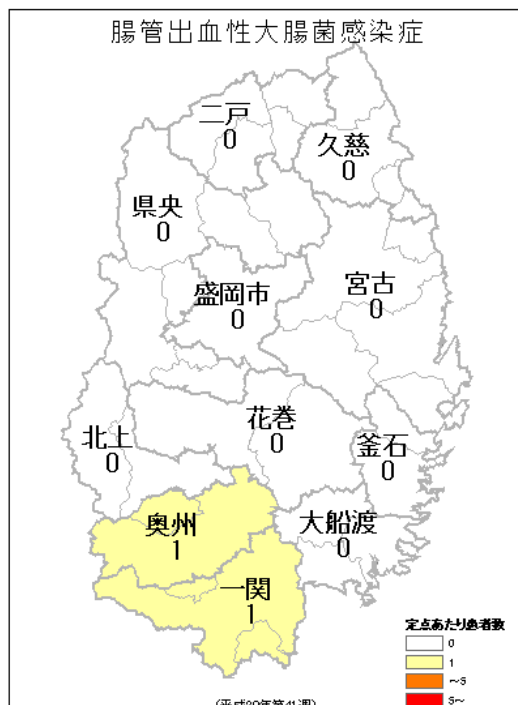 腸管出血性大腸菌感染症
二戸
0
久慈
0
県央
0
盛岡市
0
宮古
0
花巻
0
北上
0
釜石
0
奥州
1
大船渡
0
一関
1
定点あたり患者数
0
1
～5
5～